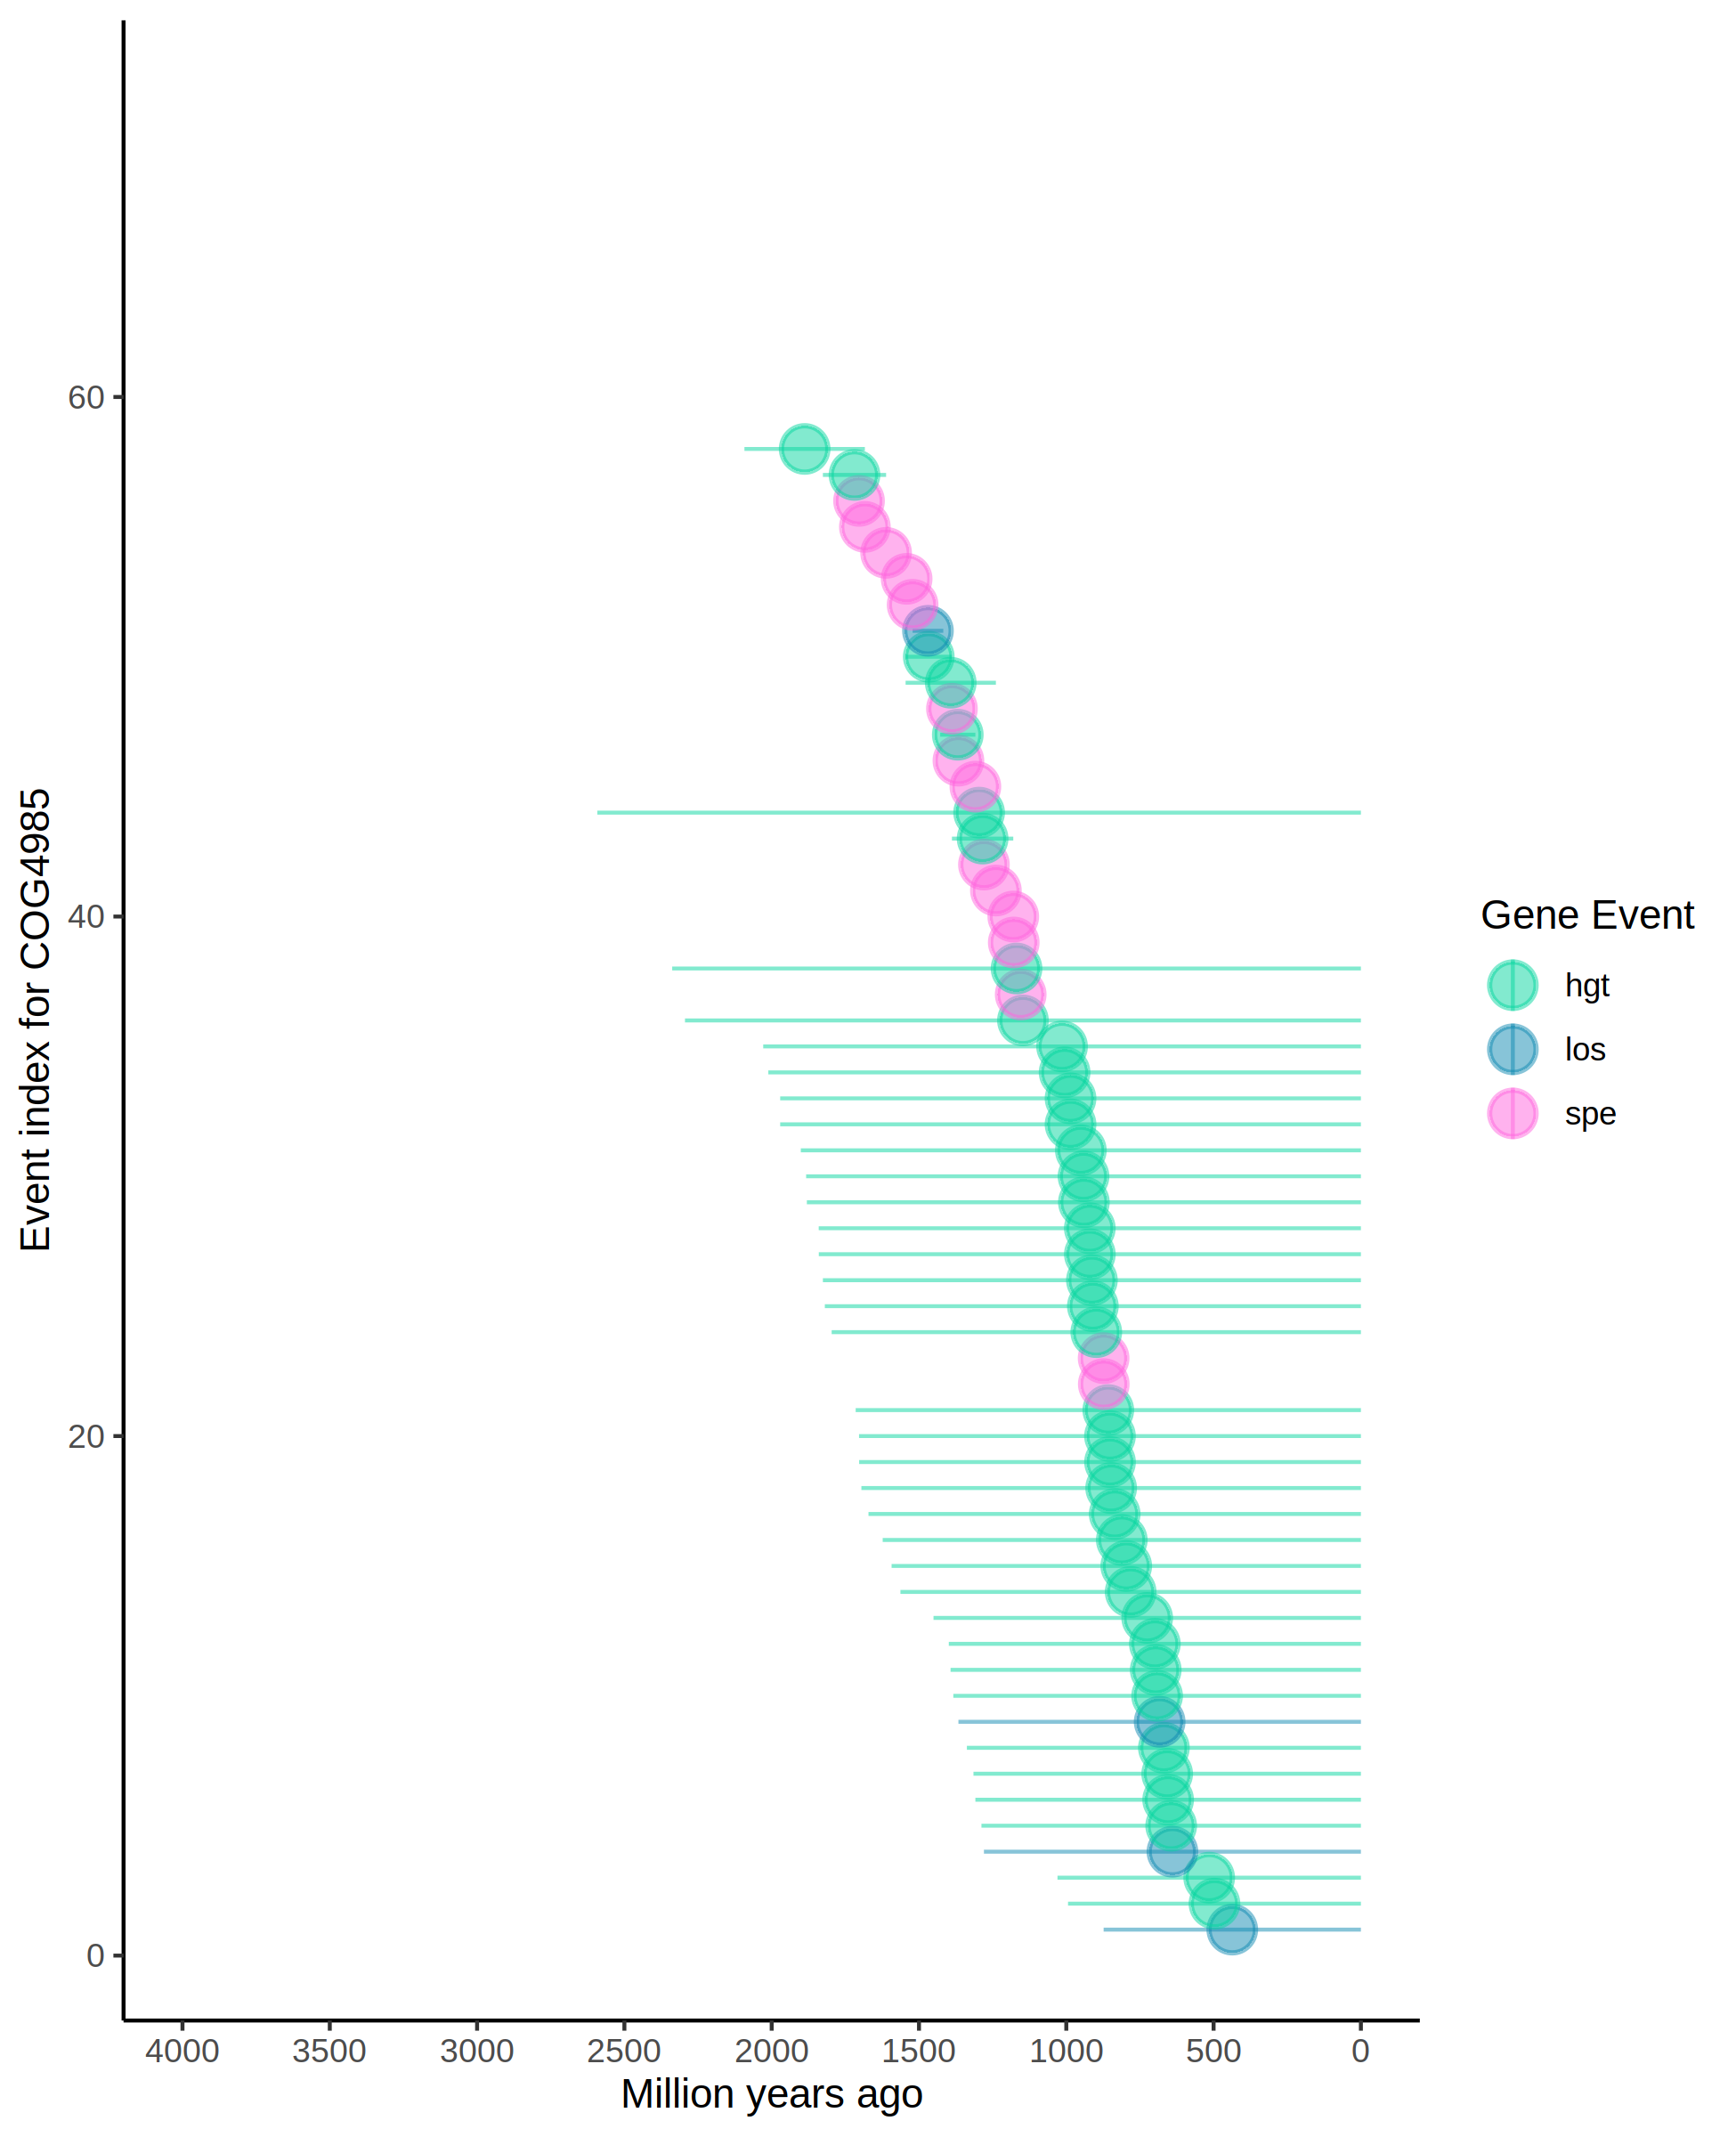 60
40
20
0
Event index for COG4985
4000 3500 3000 2500 2000 1500 1000 500 0
Million years ago
Gene Event
hgt
los
spe